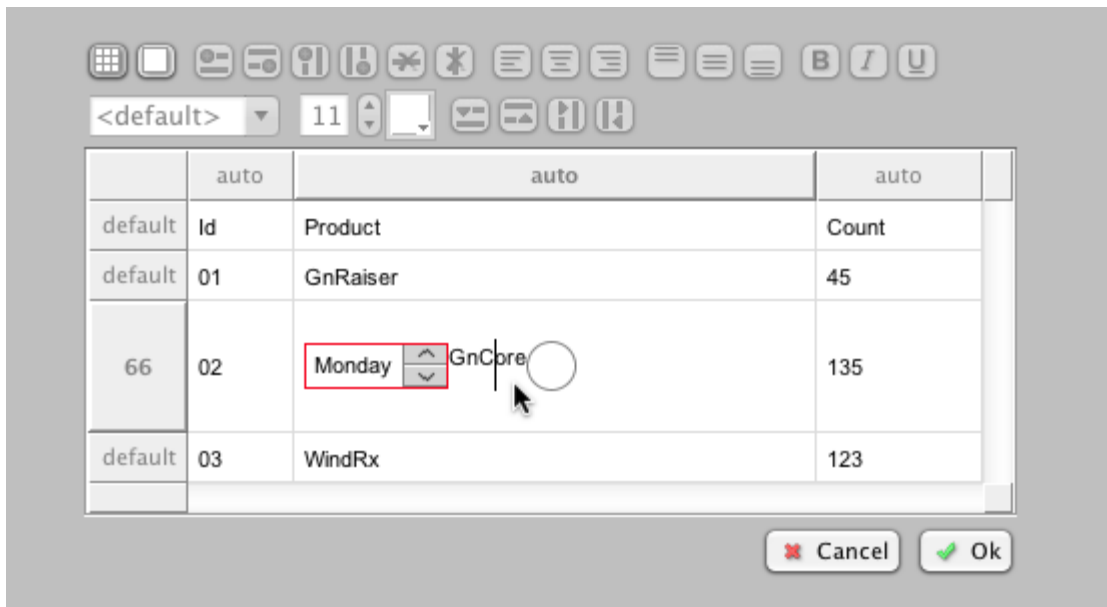 B I U
<default> 11
auto auto auto
default Id Product Count
default 01 GnRaiser 45
66 02 Monday GnCore 135
default 03 WindRx 123
Cancel Ok